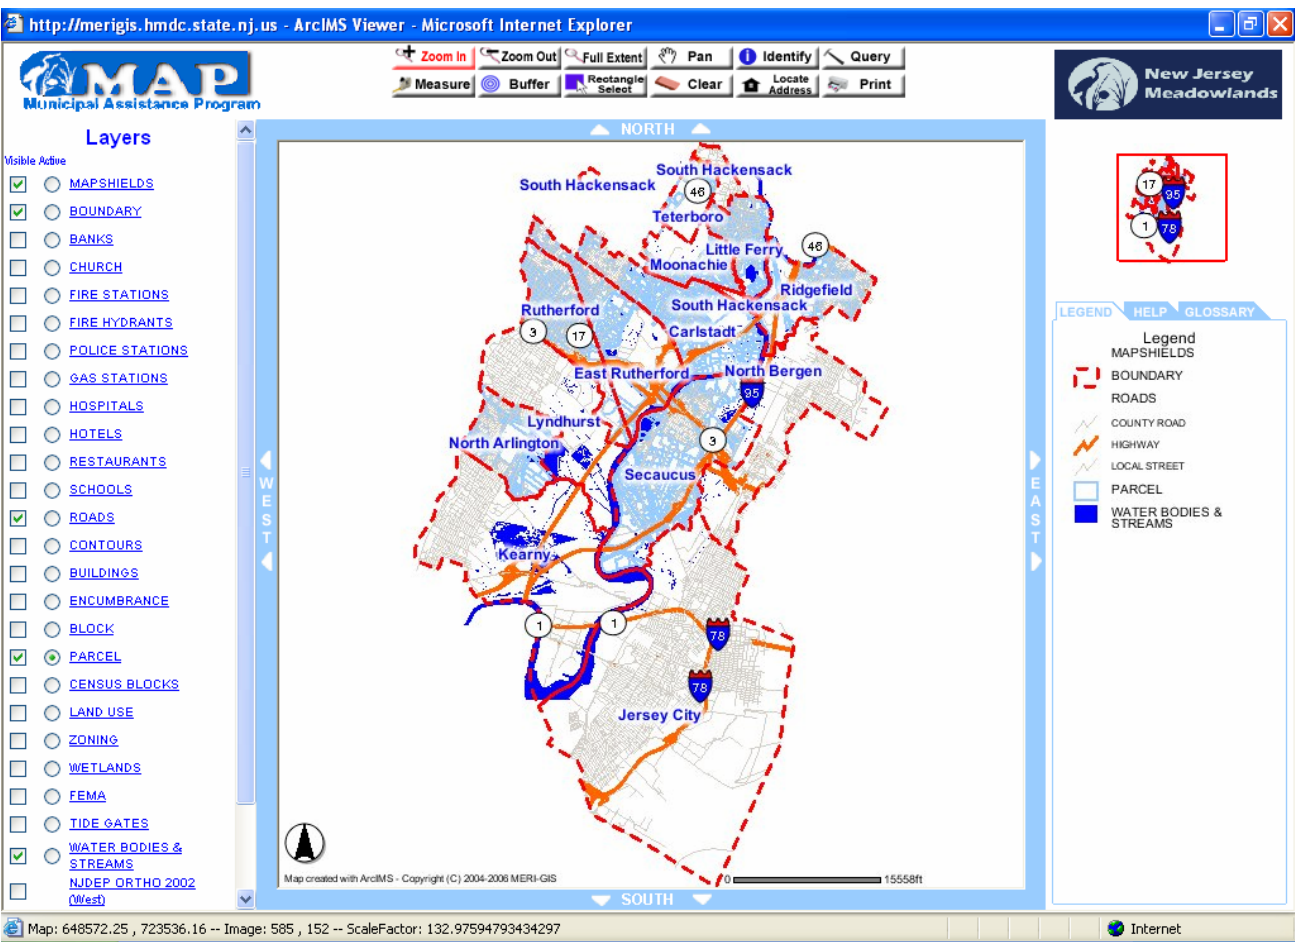 http://merigis.hmdc.state.nj.us - ArcIMS Viewer - Microsoft Internet Explorer
MAP
Municipal Assistance Program
Zoom In Zoom Out Full Extent Pan Identify Query
Measure Buffer Rectangle Select Clear Locate Address Print
New Jersey
Meadowlands
Layers
Visible Active
MAPSHIELDS
BOUNDARY
BANKS
CHURCH
FIRE STATIONS
FIRE HYDRANTS
POLICE STATIONS
GAS STATIONS
HOSPITALS
HOTELS
RESTAURANTS
SCHOOLS
ROADS
CONTOURS
BUILDINGS
ENCUMBRANCE
BLOCK
PARCEL
CENSUS BLOCKS
LAND USE
ZONING
WETLANDS
FEMA
TIDE GATES
WATER BODIES &
STREAMS
NJDEP ORTHO 2002
(West)
NORTH
WEST
EAST
SOUTH
South Hackensack
South Hackensack
46
Teterboro
Little Ferry
46
Moonachie
Ridgefield
South Hackensack
Rutherford
Carlstadt
3
17
East Rutherford
North Bergen
95
Lyndhurst
North Arlington
3
Secaucus
Kearny
1
1
78
78
Jersey City
Map created with ArcIMS - Copyright (C) 2004-2006 MERI-GIS
0
15558ft
17
95
1
78
LEGEND HELP GLOSSARY
Legend
MAPSHIELDS
BOUNDARY
ROADS
COUNTY ROAD
HIGHWAY
LOCAL STREET
PARCEL
WATER BODIES &
STREAMS
Map: 648572.25 , 723536.16 -- Image: 585 , 152 -- ScaleFactor: 132.97594793434297
Internet